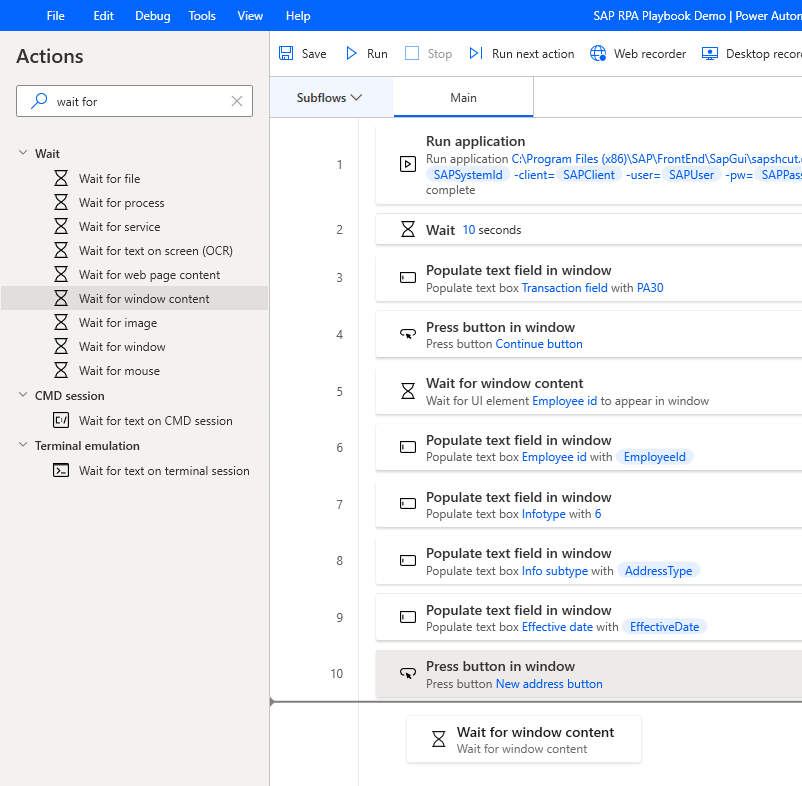 File Edit Debug Tools View Help SAP RPA Playbook Demo | Power Autom
Actions
Save Run Stop Run next action Web recorder Desktop recor
wait for
Subflows Main
Wait
Wait for file
Wait for process
Wait for service
Wait for text on screen (OCR)
Wait for web page content
Wait for window content
Wait for image
Wait for window
Wait for mouse
CMD session
Wait for text on CMD session
Terminal emulation
Wait for text on terminal session
1
Run application
Run application C:\Program Files (x86)\SAP\FrontEnd\SapGui\sapshcut.e
SAPSystemId -client= SAPClient -user= SAPUser -pw= SAPPass
complete
2
Wait 10 seconds
3
Populate text field in window
Populate text box Transaction field with PA30
4
Press button in window
Press button Continue button
5
Wait for window content
Wait for UI element Employee id to appear in window
6
Populate text field in window
Populate text box Employee id with EmployeeId
7
Populate text field in window
Populate text box Infotype with 6
8
Populate text field in window
Populate text box Info subtype with AddressType
9
Populate text field in window
Populate text box Effective date with EffectiveDate
10
Press button in window
Press button New address button
Wait for window content
Wait for window content